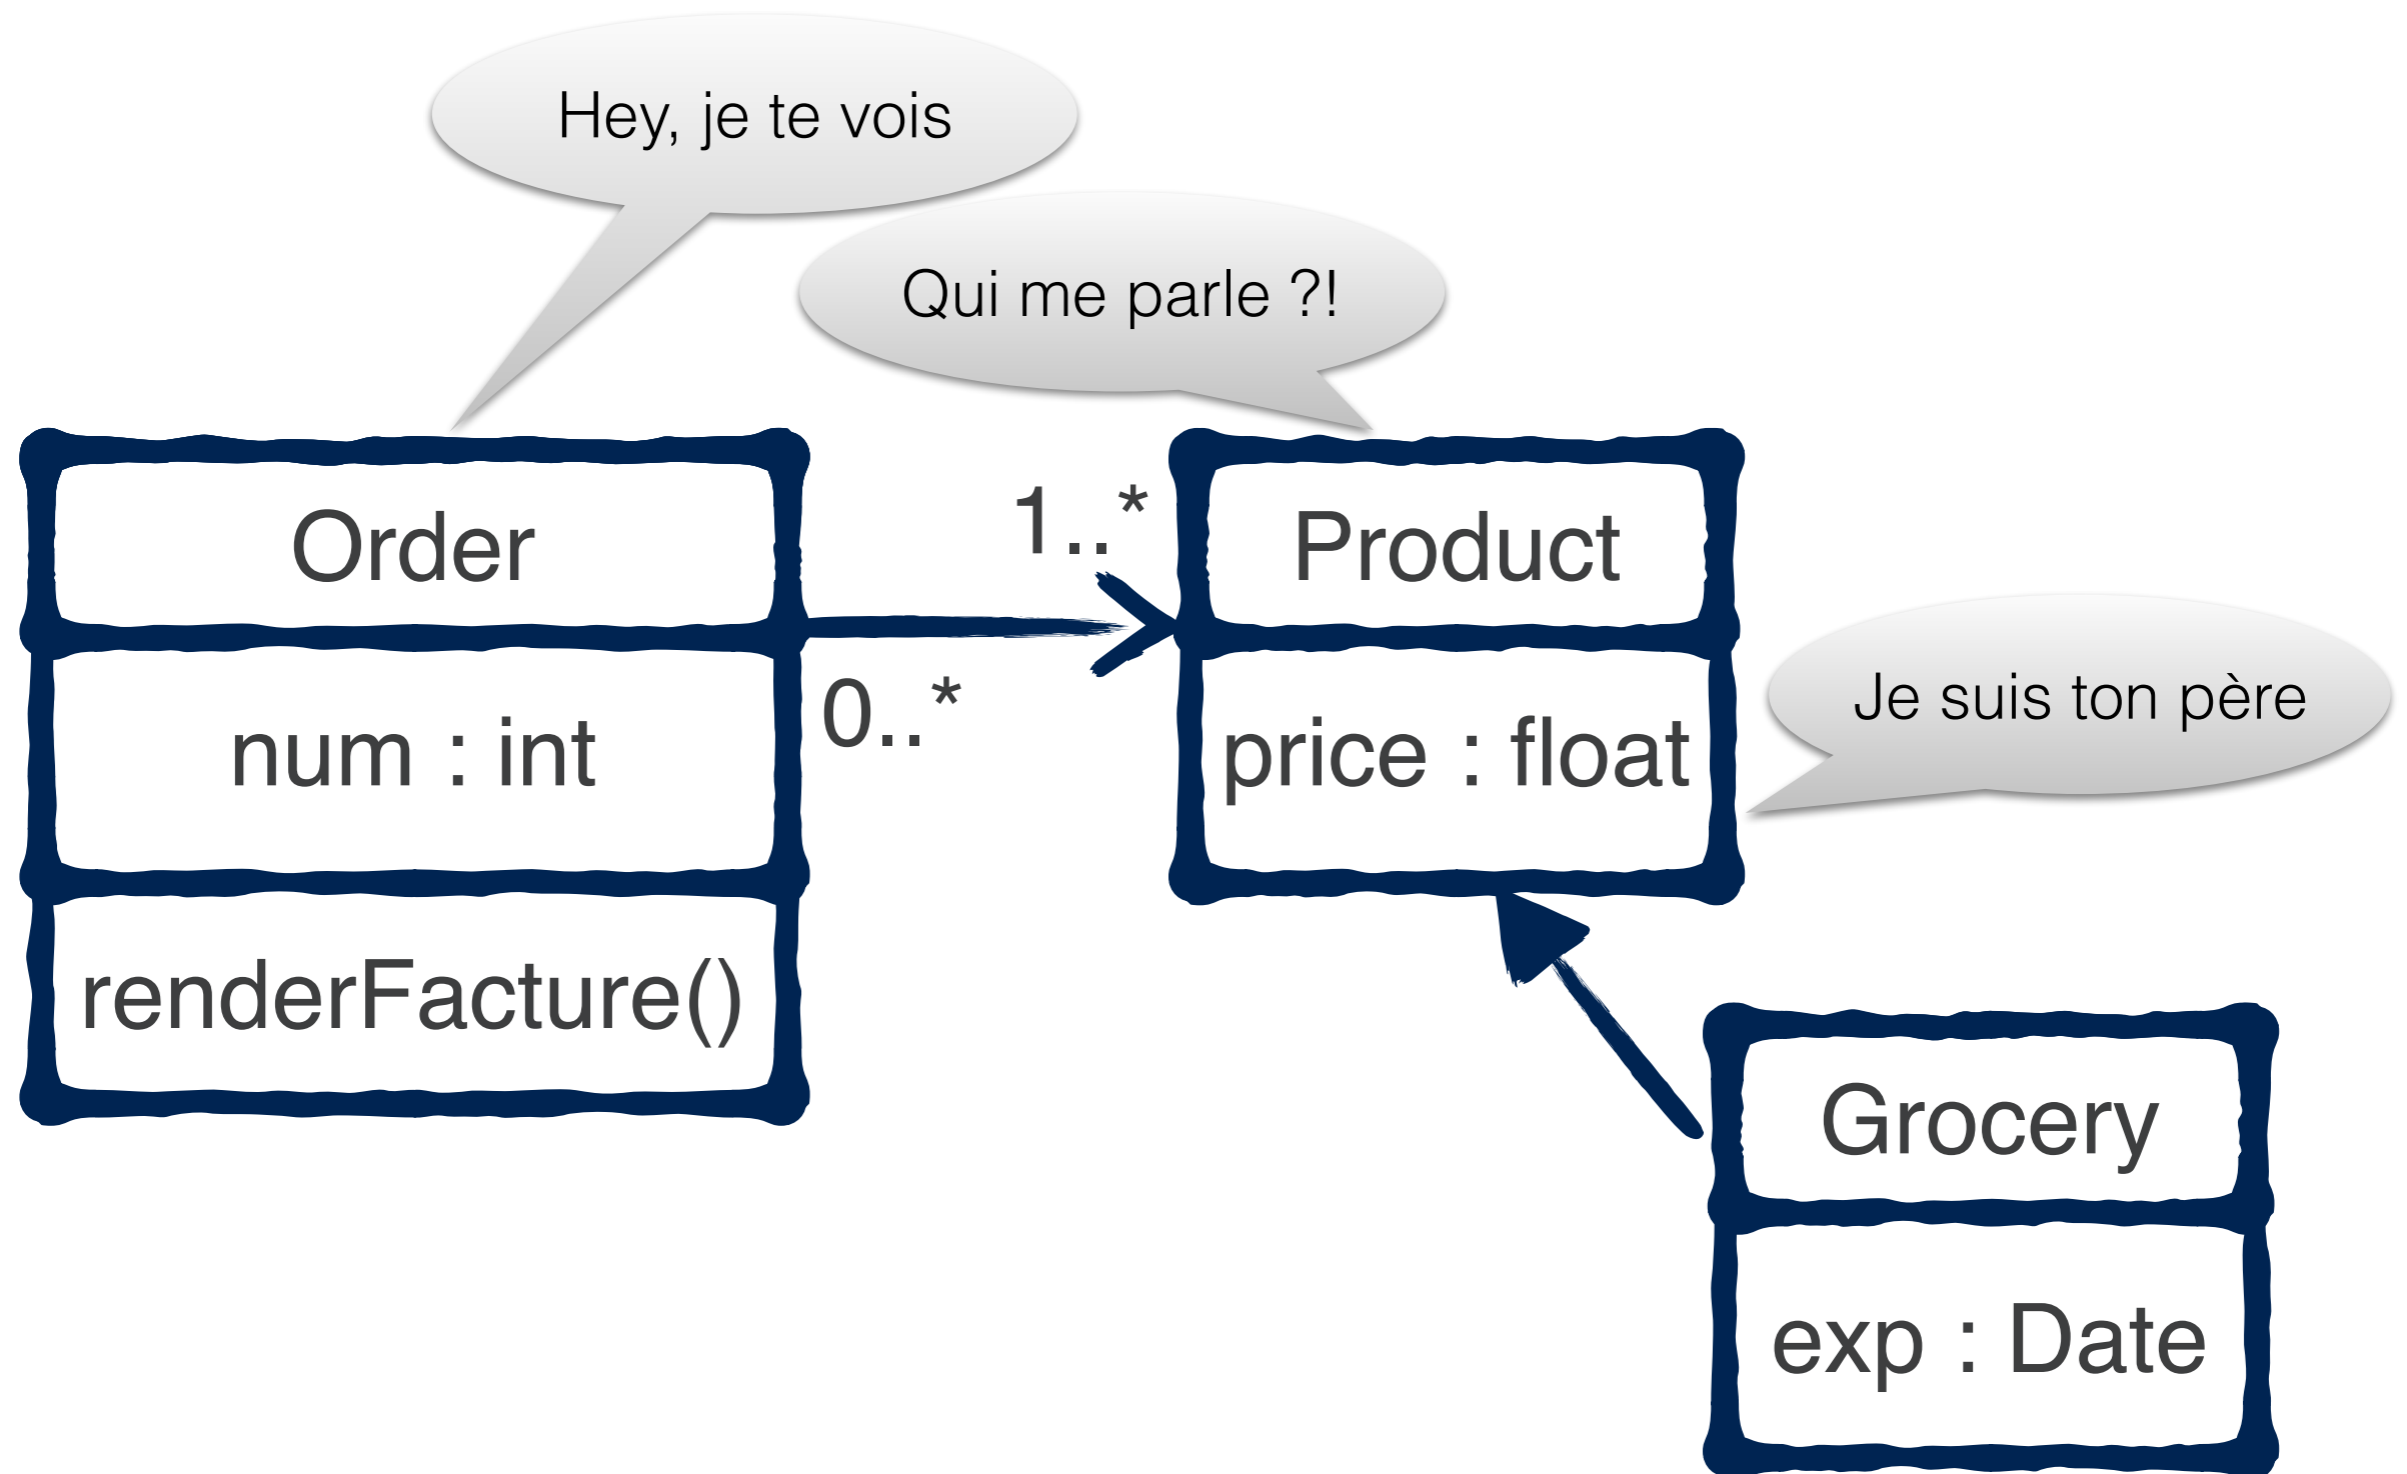 Hey, je te vois
Qui me parle ?!
Order
num : int
renderFacture()
1..*
0..*
Product
price : float
Je suis ton père
Grocery
exp : Date